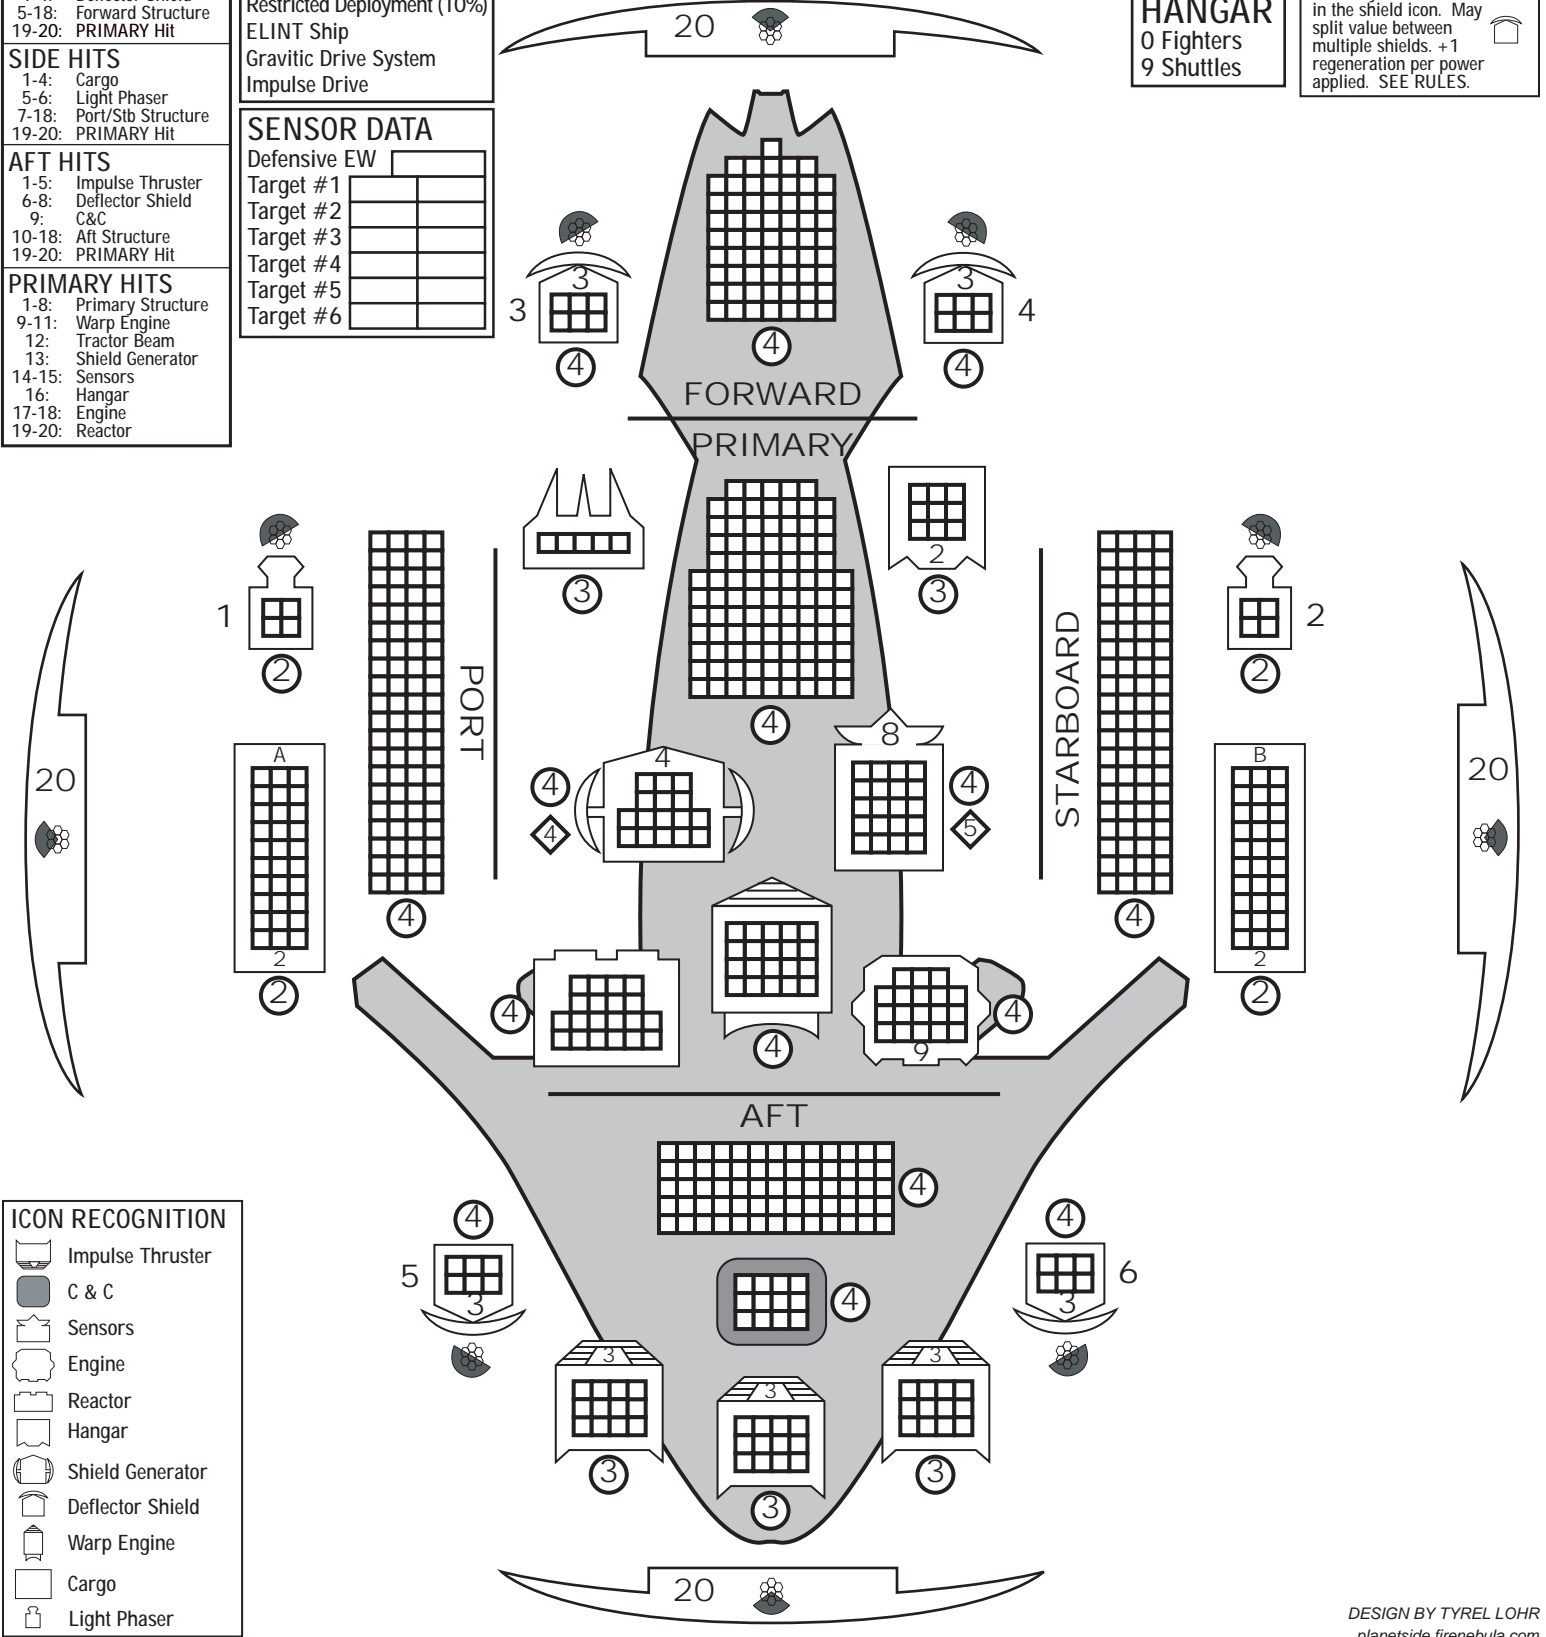 5-18: Forward Structure
19-20: PRIMARY Hit
SIDE HITS
1-4: Cargo
5-6: Light Phaser
7-18: Port/Stb Structure
19-20: PRIMARY Hit
AFT HITS
1-5: Impulse Thruster
6-8: Deflector Shield
9: C&C
10-18: Aft Structure
19-20: PRIMARY Hit
PRIMARY HITS
1-8: Primary Structure
9-11: Warp Engine
12: Tractor Beam
13: Shield Generator
14-15: Sensors
16: Hangar
17-18: Engine
19-20: Reactor
Restricted Deployment (10%)
ELINT Ship
Gravitic Drive System
Impulse Drive
SENSOR DATA
Defensive EW
Target #1
Target #2
Target #3
Target #4
Target #5
Target #6
20
HANGAR
0 Fighters
9 Shuttles
in the shield icon. May
split value between
multiple shields. +1
regeneration per power
applied. SEE RULES.
3 3
4
3 4
4
4
FORWARD
PRIMARY
3
2
3
4
1
2
2
2
PORT
STARBOARD
4
4
4
8
4
5
A
2
2
B
2
2
4
4
20
20
4
4
9
4
AFT
4
4
5
3
4
6
3
4
3
3
3
3
3
3
20
ICON RECOGNITION
Impulse Thruster
C & C
Sensors
Engine
Reactor
Hangar
Shield Generator
Deflector Shield
Warp Engine
Cargo
Light Phaser
DESIGN BY TYREL LOHR
planetside.firenebula.com